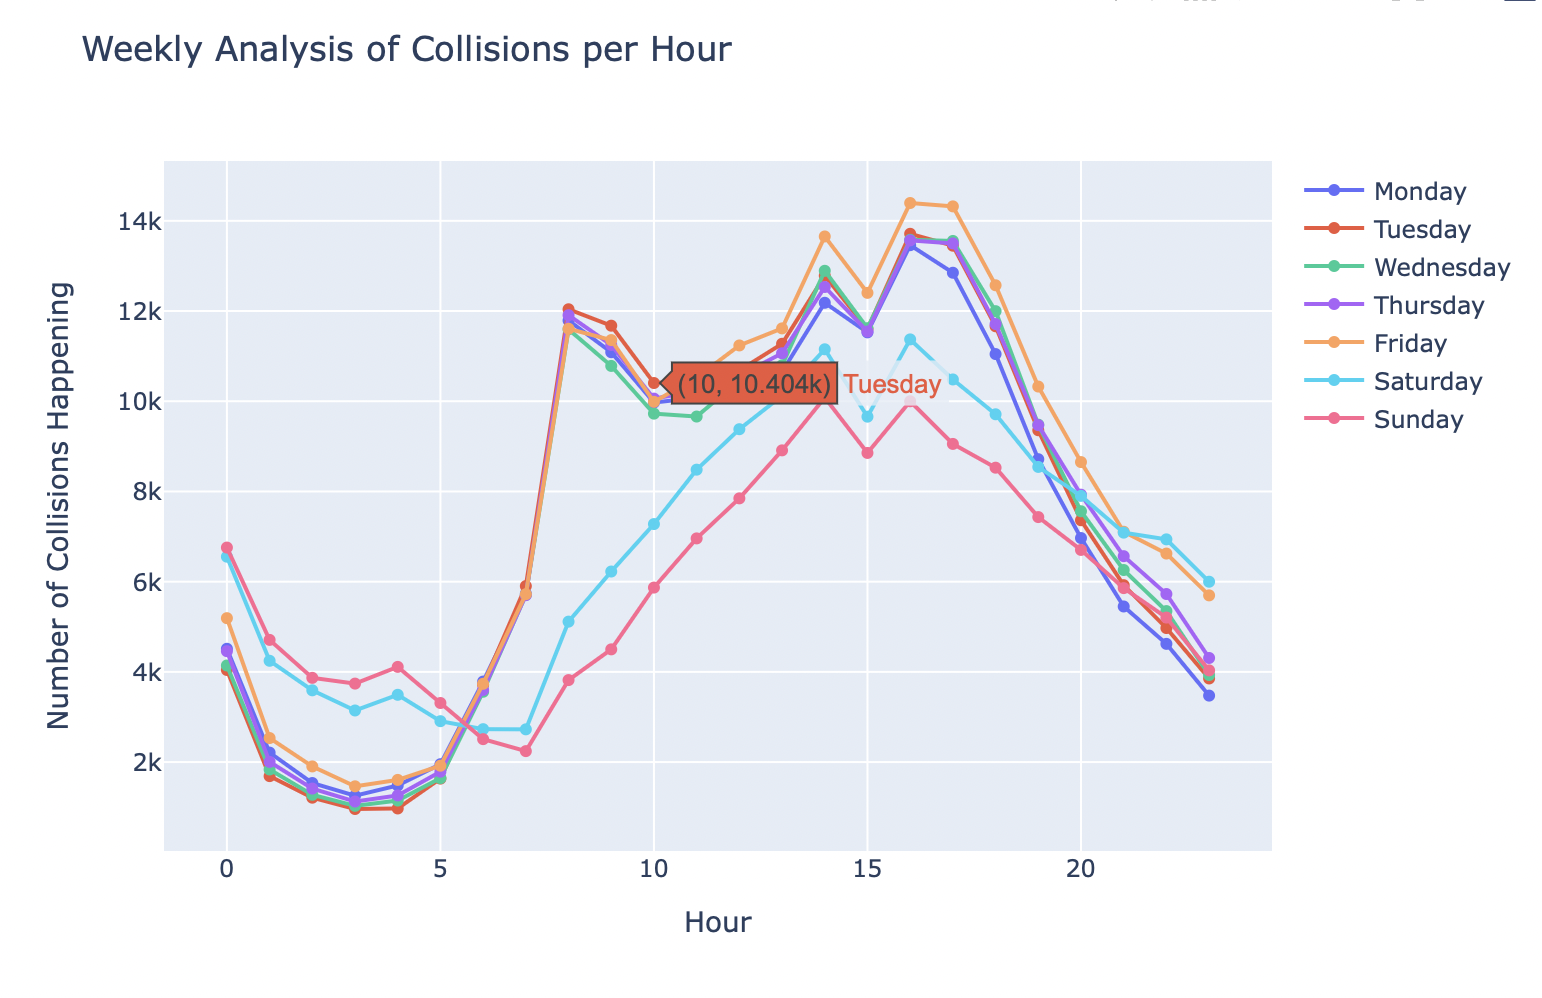 Weekly Analysis of Collisions per Hour
Number of Collisions Happening
14k
12k
10k
8k
6k
4k
2k
(10, 10.404k) Tuesday
0 5 10 15 20
Hour
Monday
Tuesday
Wednesday
Thursday
Friday
Saturday
Sunday